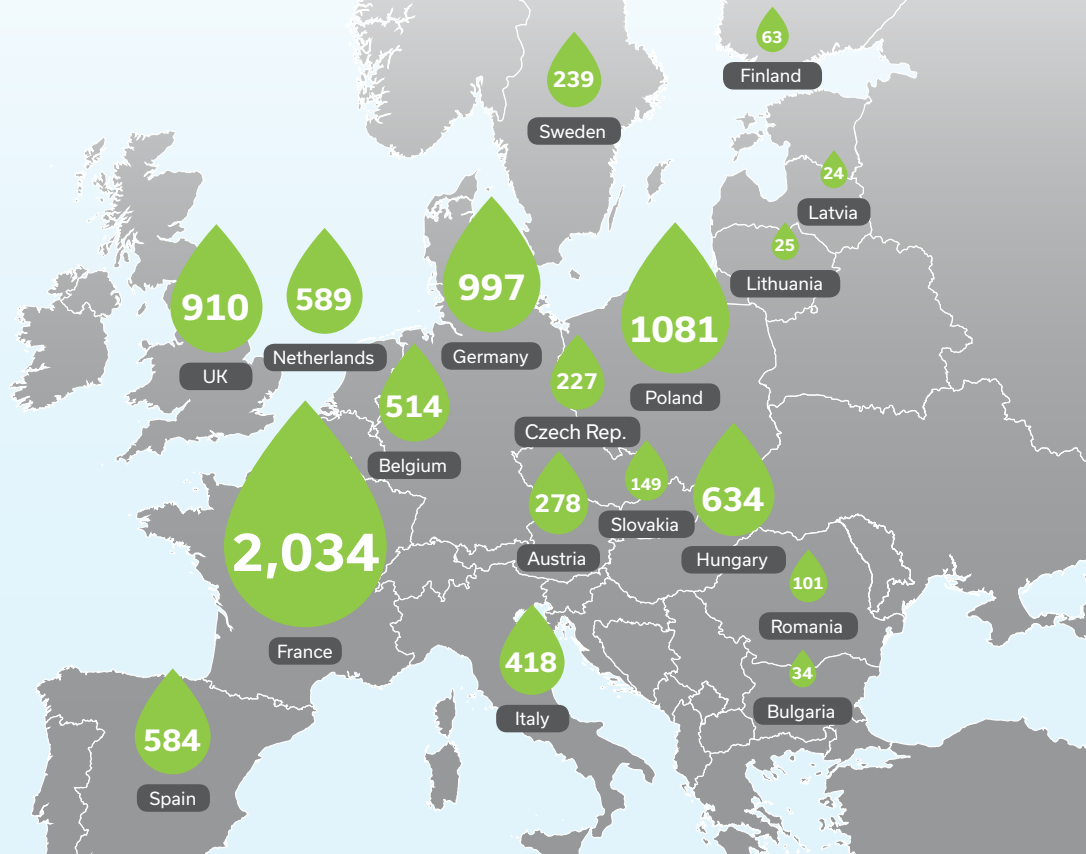 63
Finland
239
Sweden
24
Latvia
25
Lithuania
910
UK
589
Netherlands
997
Germany
1081
Poland
514
Belgium
227
Czech Rep.
2,034
France
278
Austria
149
Slovakia
634
Hungary
101
Romania
418
Italy
34
Bulgaria
584
Spain